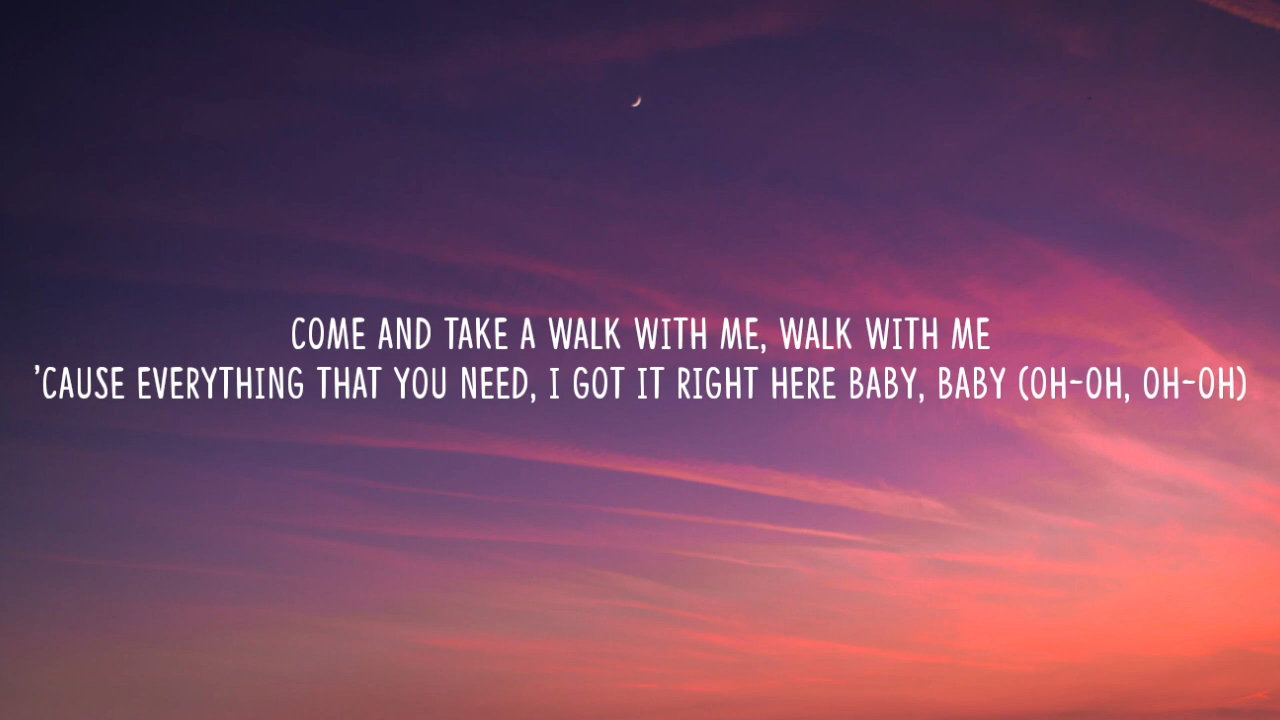 COME AND TAKE A WALK WITH ME, WALK WITH ME
'CAUSE EVERYTHING THAT YOU NEED, I GOT IT RIGHT HERE BABY, BABY (OH-OH, OH-OH)